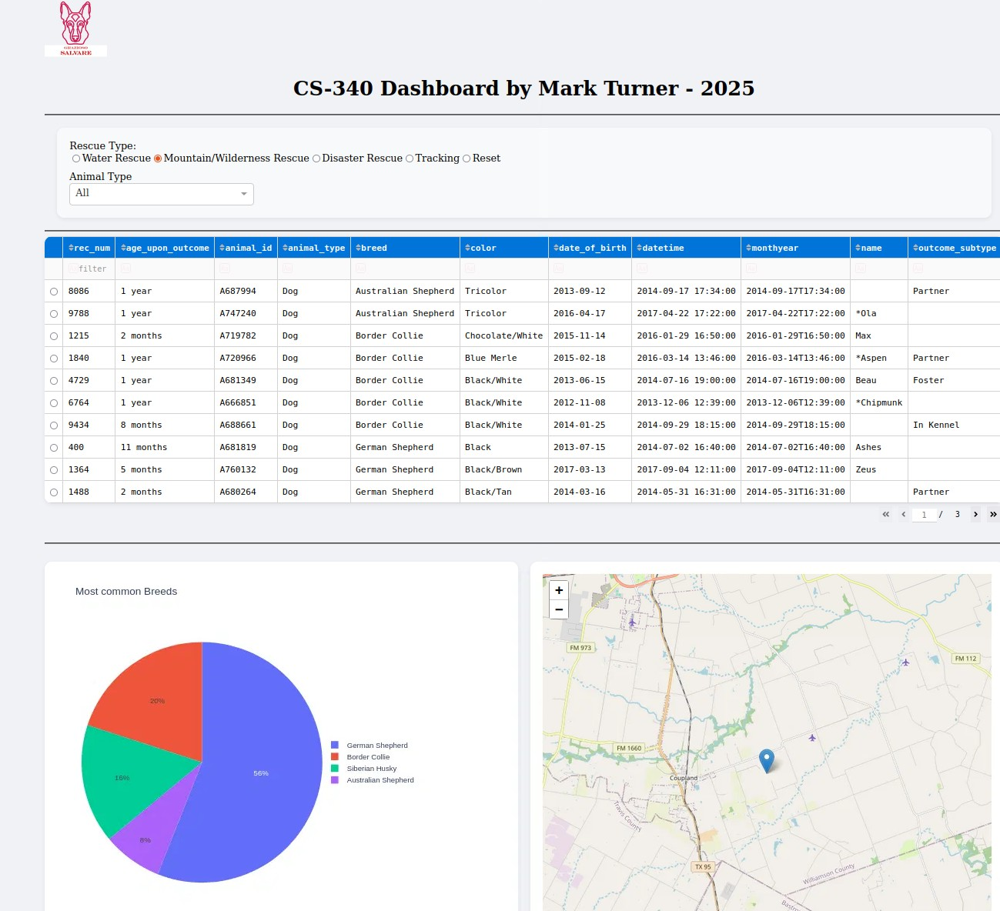 GRAZIOSO
SALVARE
CS-340 Dashboard by Mark Turner - 2025
Rescue Type:
Water Rescue Mountain/Wilderness Rescue Disaster Rescue Tracking Reset
Animal Type
All
rec_num age_upon_outcome animal_id animal_type breed color date_of_birth datetime monthyear name outcome_subtype
filter
8086 1 year A687994 Dog Australian Shepherd Tricolor 2013-09-12 2014-09-17 17:34:00 2014-09-17T17:34:00 Partner
9788 1 year A747240 Dog Australian Shepherd Tricolor 2016-04-17 2017-04-22 17:22:00 2017-04-22T17:22:00 *Ola
1215 2 months A719782 Dog Border Collie Chocolate/White 2015-11-14 2016-01-29 16:50:00 2016-01-29T16:50:00 Max
1840 1 year A720966 Dog Border Collie Blue Merle 2015-02-18 2016-03-14 13:46:00 2016-03-14T13:46:00 *Aspen Partner
4729 1 year A681349 Dog Border Collie Black/White 2013-06-15 2014-07-16 19:00:00 2014-07-16T19:00:00 Beau Foster
6764 1 year A666851 Dog Border Collie Black/White 2012-11-08 2013-12-06 12:39:00 2013-12-06T12:39:00 *Chipmunk
9434 8 months A688661 Dog Border Collie Black/White 2014-01-25 2014-09-29 18:15:00 2014-09-29T18:15:00 In Kennel
400 11 months A681819 Dog German Shepherd Black 2013-07-15 2014-07-02 16:40:00 2014-07-02T16:40:00 Ashes
1364 5 months A760132 Dog German Shepherd Black/Brown 2017-03-13 2017-09-04 12:11:00 2017-09-04T12:11:00 Zeus
1488 2 months A680264 Dog German Shepherd Black/Tan 2014-03-16 2014-05-31 16:31:00 2014-05-31T16:31:00 Partner
« ‹ 1 / 3 › »
Most common Breeds
20%
56%
16%
8%
German Shepherd
Border Collie
Siberian Husky
Australian Shepherd
+
−
FM 973
FM 112
FM 1660
Coupland
Travis County
TX 95
Williamson County
Bastro